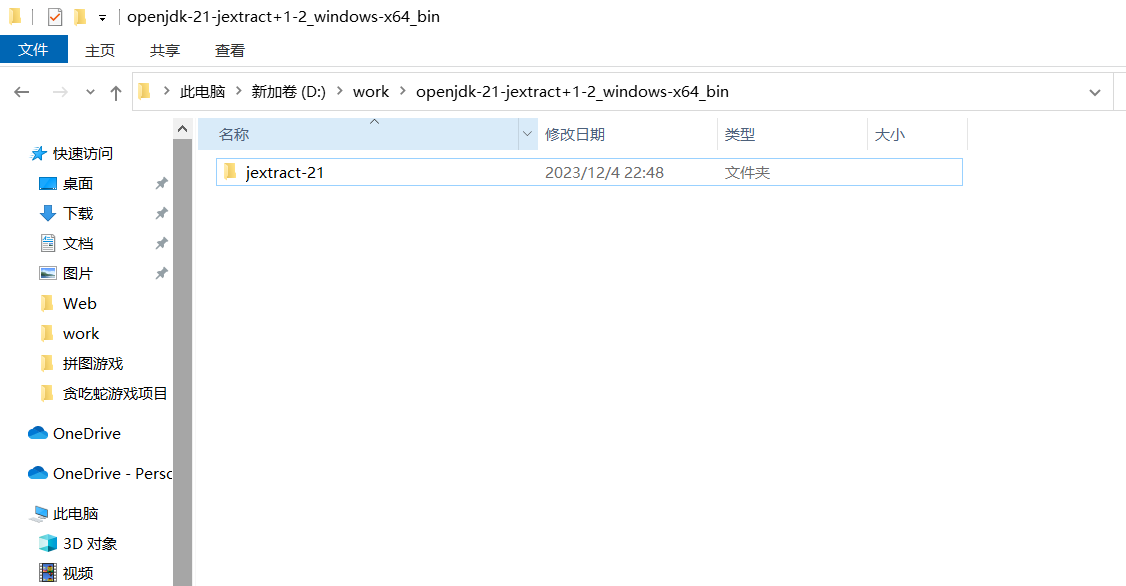 openjdk-21-jextract+1-2_windows-x64_bin
文件 主页 共享 查看
此电脑 新加卷 (D:) work openjdk-21-jextract+1-2_windows-x64_bin
名称 修改日期 类型 大小
jextract-21 2023/12/4 22:48 文件夹
快速访问
桌面
下载
文档
图片
Web
work
拼图游戏
贪吃蛇游戏项目
OneDrive
OneDrive - Persc
此电脑
3D 对象
视频